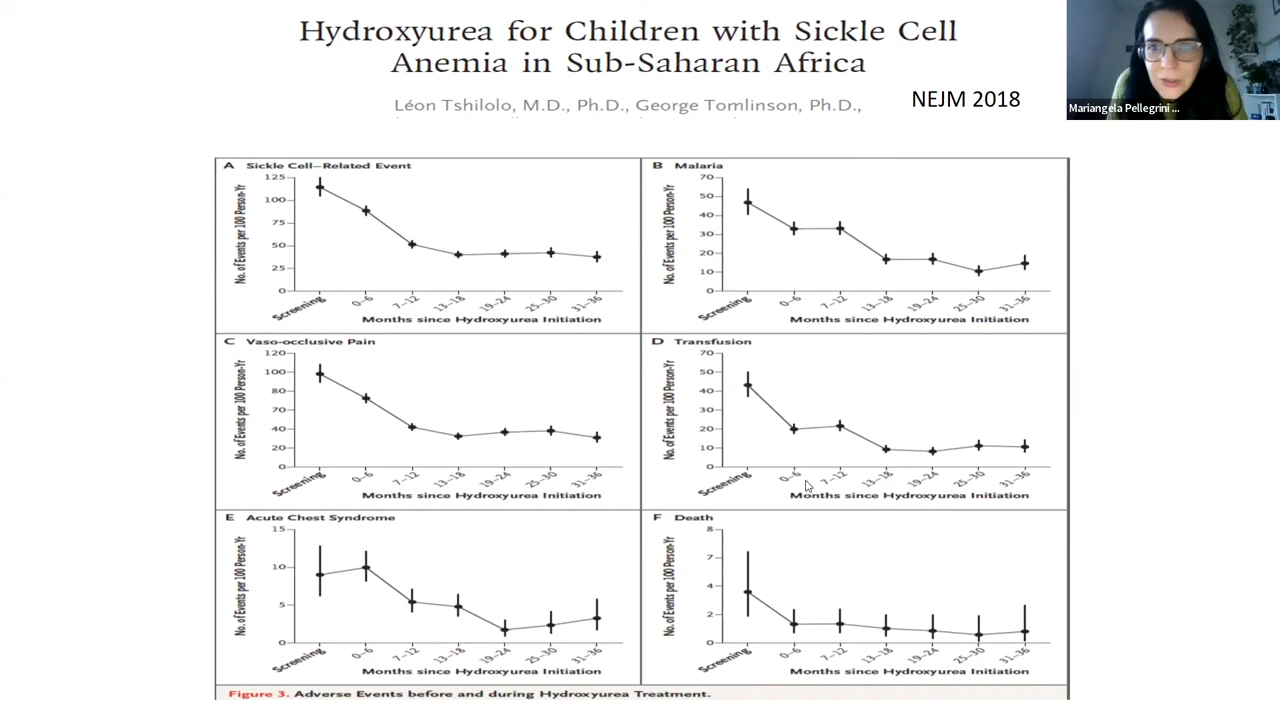 Hydroxyurea for Children with Sickle Cell
Anemia in Sub-Saharan Africa
Léon Tshilolo, M.D., Ph.D., George Tomlinson, Ph.D.,
NEJM 2018
Mariangela Pellegrini ...
A Sickle Cell–Related Event
No. of Events per 100 Person-Yr
125
100
75
50
25
0
Screening
0–6
7–12
13–18
19–24
25–30
31–36
Months since Hydroxyurea Initiation
B Malaria
No. of Events per 100 Person-Yr
70
50
40
30
20
10
0
Screening
0–6
7–12
13–18
19–24
25–30
31–36
Months since Hydroxyurea Initiation
C Vaso-occlusive Pain
No. of Events per 100 Person-Yr
120
100
80
70
40
20
0
Screening
0–6
7–12
13–18
19–24
25–30
31–36
Months since Hydroxyurea Initiation
D Transfusion
No. of Events per 100 Person-Yr
70
50
40
30
20
10
0
Screening
0–6
7–12
13–18
19–24
25–30
31–36
Months since Hydroxyurea Initiation
E Acute Chest Syndrome
No. of Events per 100 Person-Yr
15
10
5
0
Screening
0–6
7–12
13–18
19–24
25–30
31–36
Months since Hydroxyurea Initiation
F Death
No. of Events per 100 Person-Yr
8
7
4
2
0
Screening
0–6
7–12
13–18
19–24
25–30
31–36
Months since Hydroxyurea Initiation
Figure 3. Adverse Events before and during Hydroxyurea Treatment.